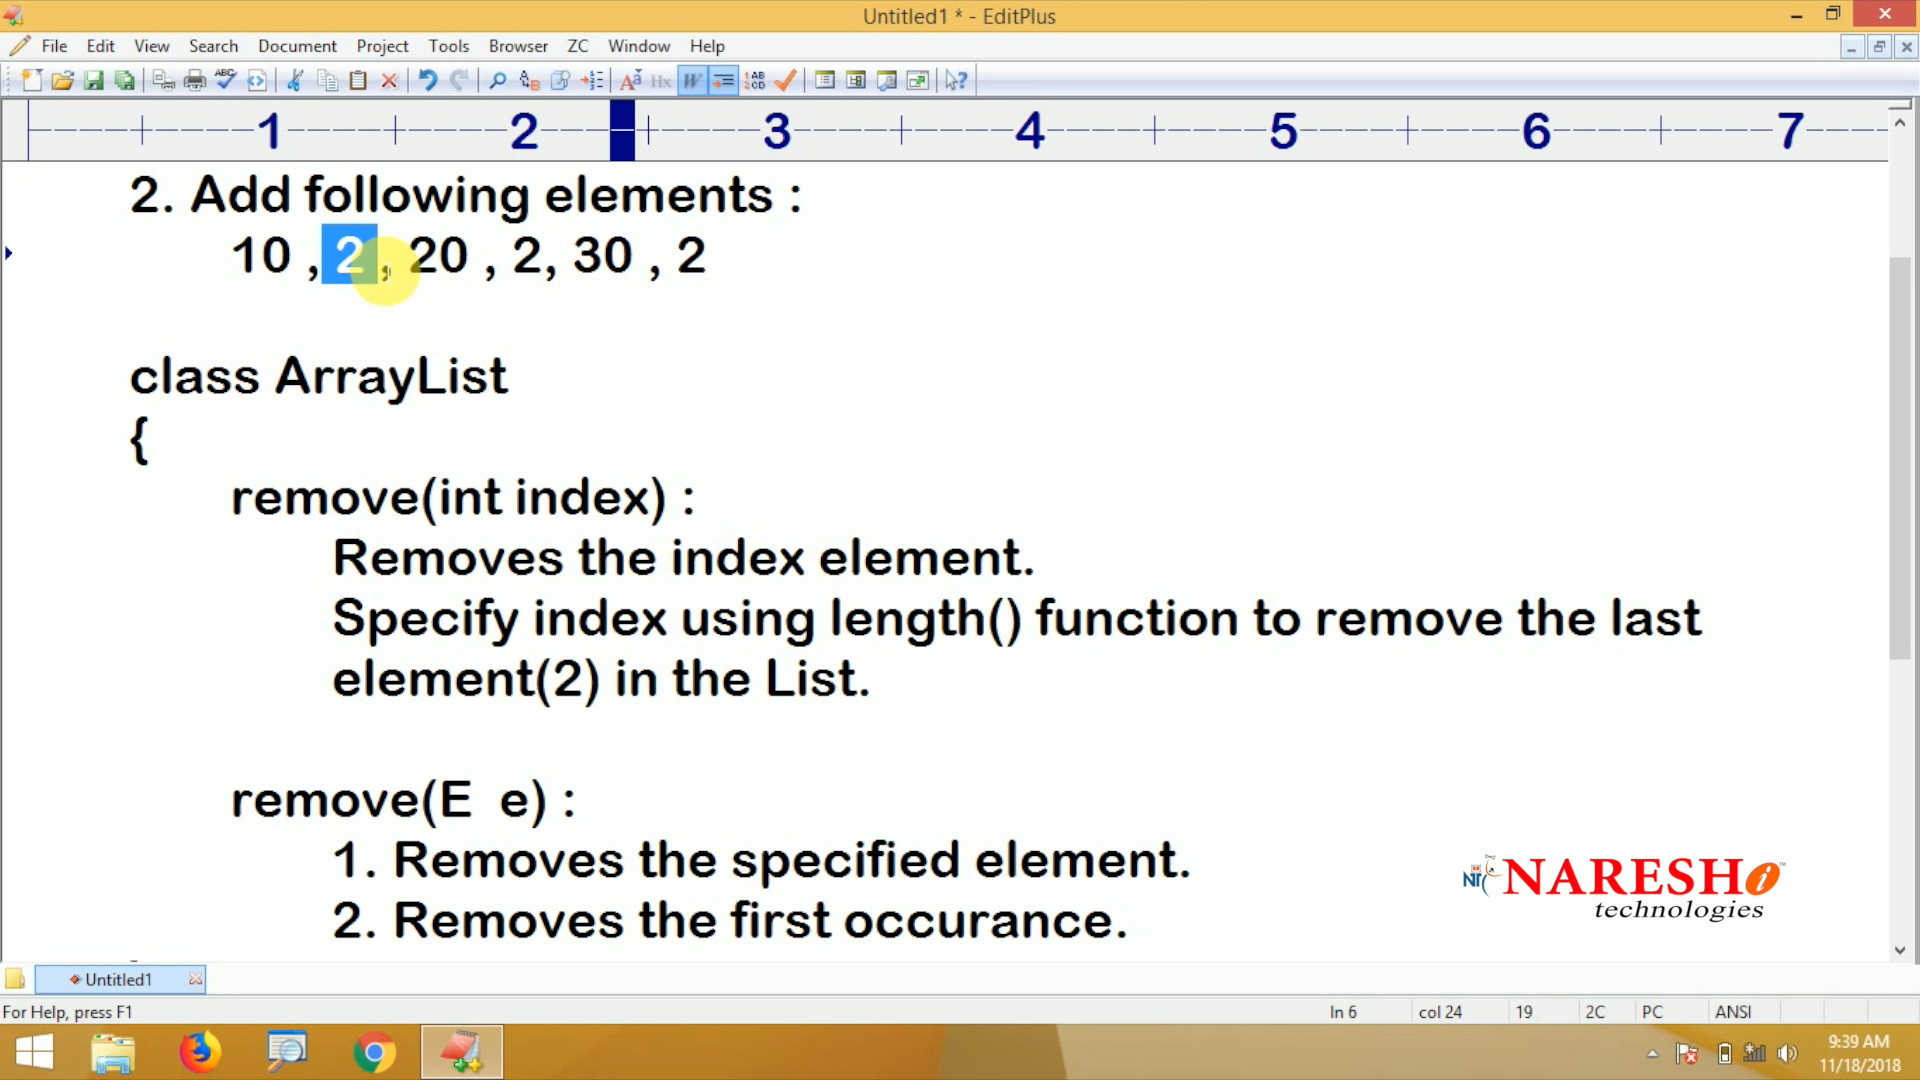 Untitled1 * - EditPlus
File Edit View Search Document Project Tools Browser ZC Window Help
1 2 3 4 5 6 7
2. Add following elements :
10 , 2 , 20 , 2, 30 , 2
class ArrayList
{
remove(int index) :
Removes the index element.
Specify index using length() function to remove the last
element(2) in the List.
remove(E e) :
1. Removes the specified element.
2. Removes the first occurance.
NARESH i
technologies
Untitled1
For Help, press F1
ln 6 col 24 19 2C PC ANSI
9:39 AM
11/18/2018